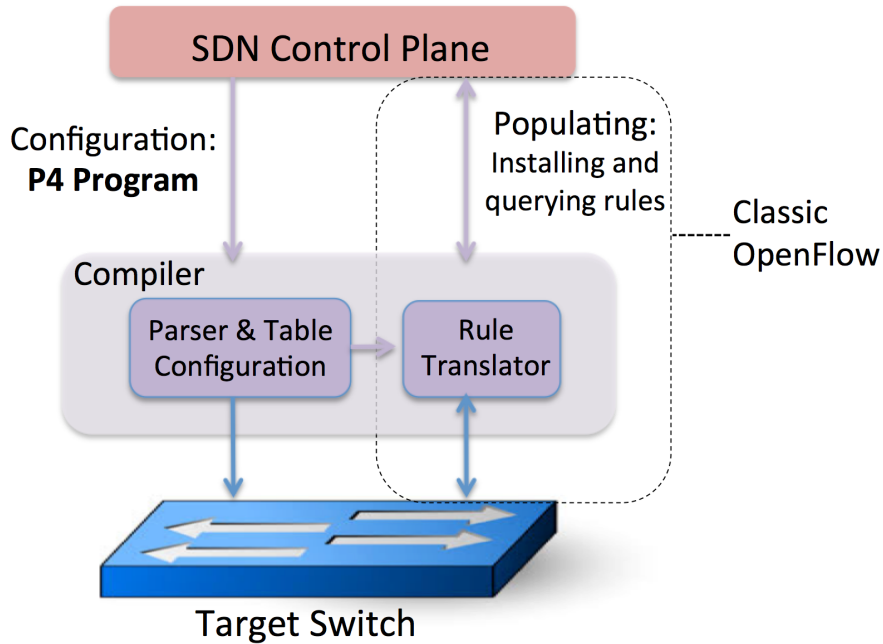 SDN Control Plane
Configuration:
P4 Program
Populating:
Installing and
querying rules
Classic
OpenFlow
Compiler
Parser & Table
Configuration
Rule
Translator
Target Switch